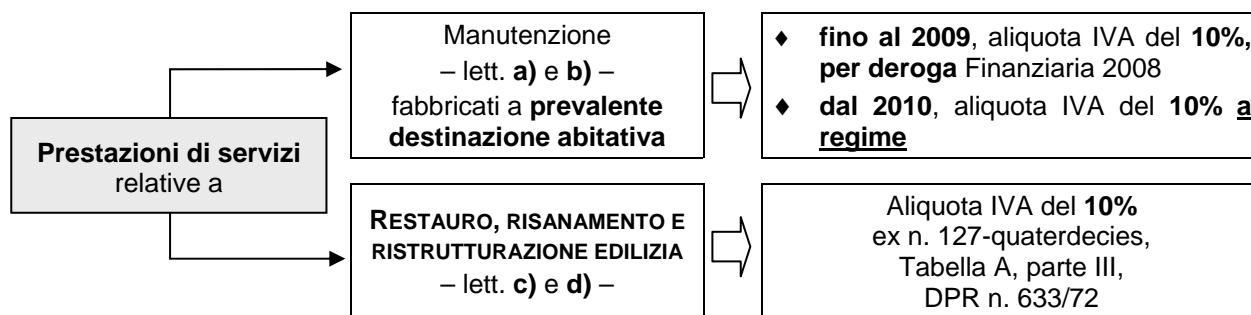 Prestazioni di servizi
relative a
Manutenzione
– lett. a) e b) –
fabbricati a prevalente
destinazione abitativa
♦ fino al 2009, aliquota IVA del 10%,
per deroga Finanziaria 2008
♦ dal 2010, aliquota IVA del 10% a
regime
RESTAURO, RISANAMENTO E
RISTRUTTURAZIONE EDILIZIA
– lett. c) e d) –
Aliquota IVA del 10%
ex n. 127-quaterdecies,
Tabella A, parte III,
DPR n. 633/72